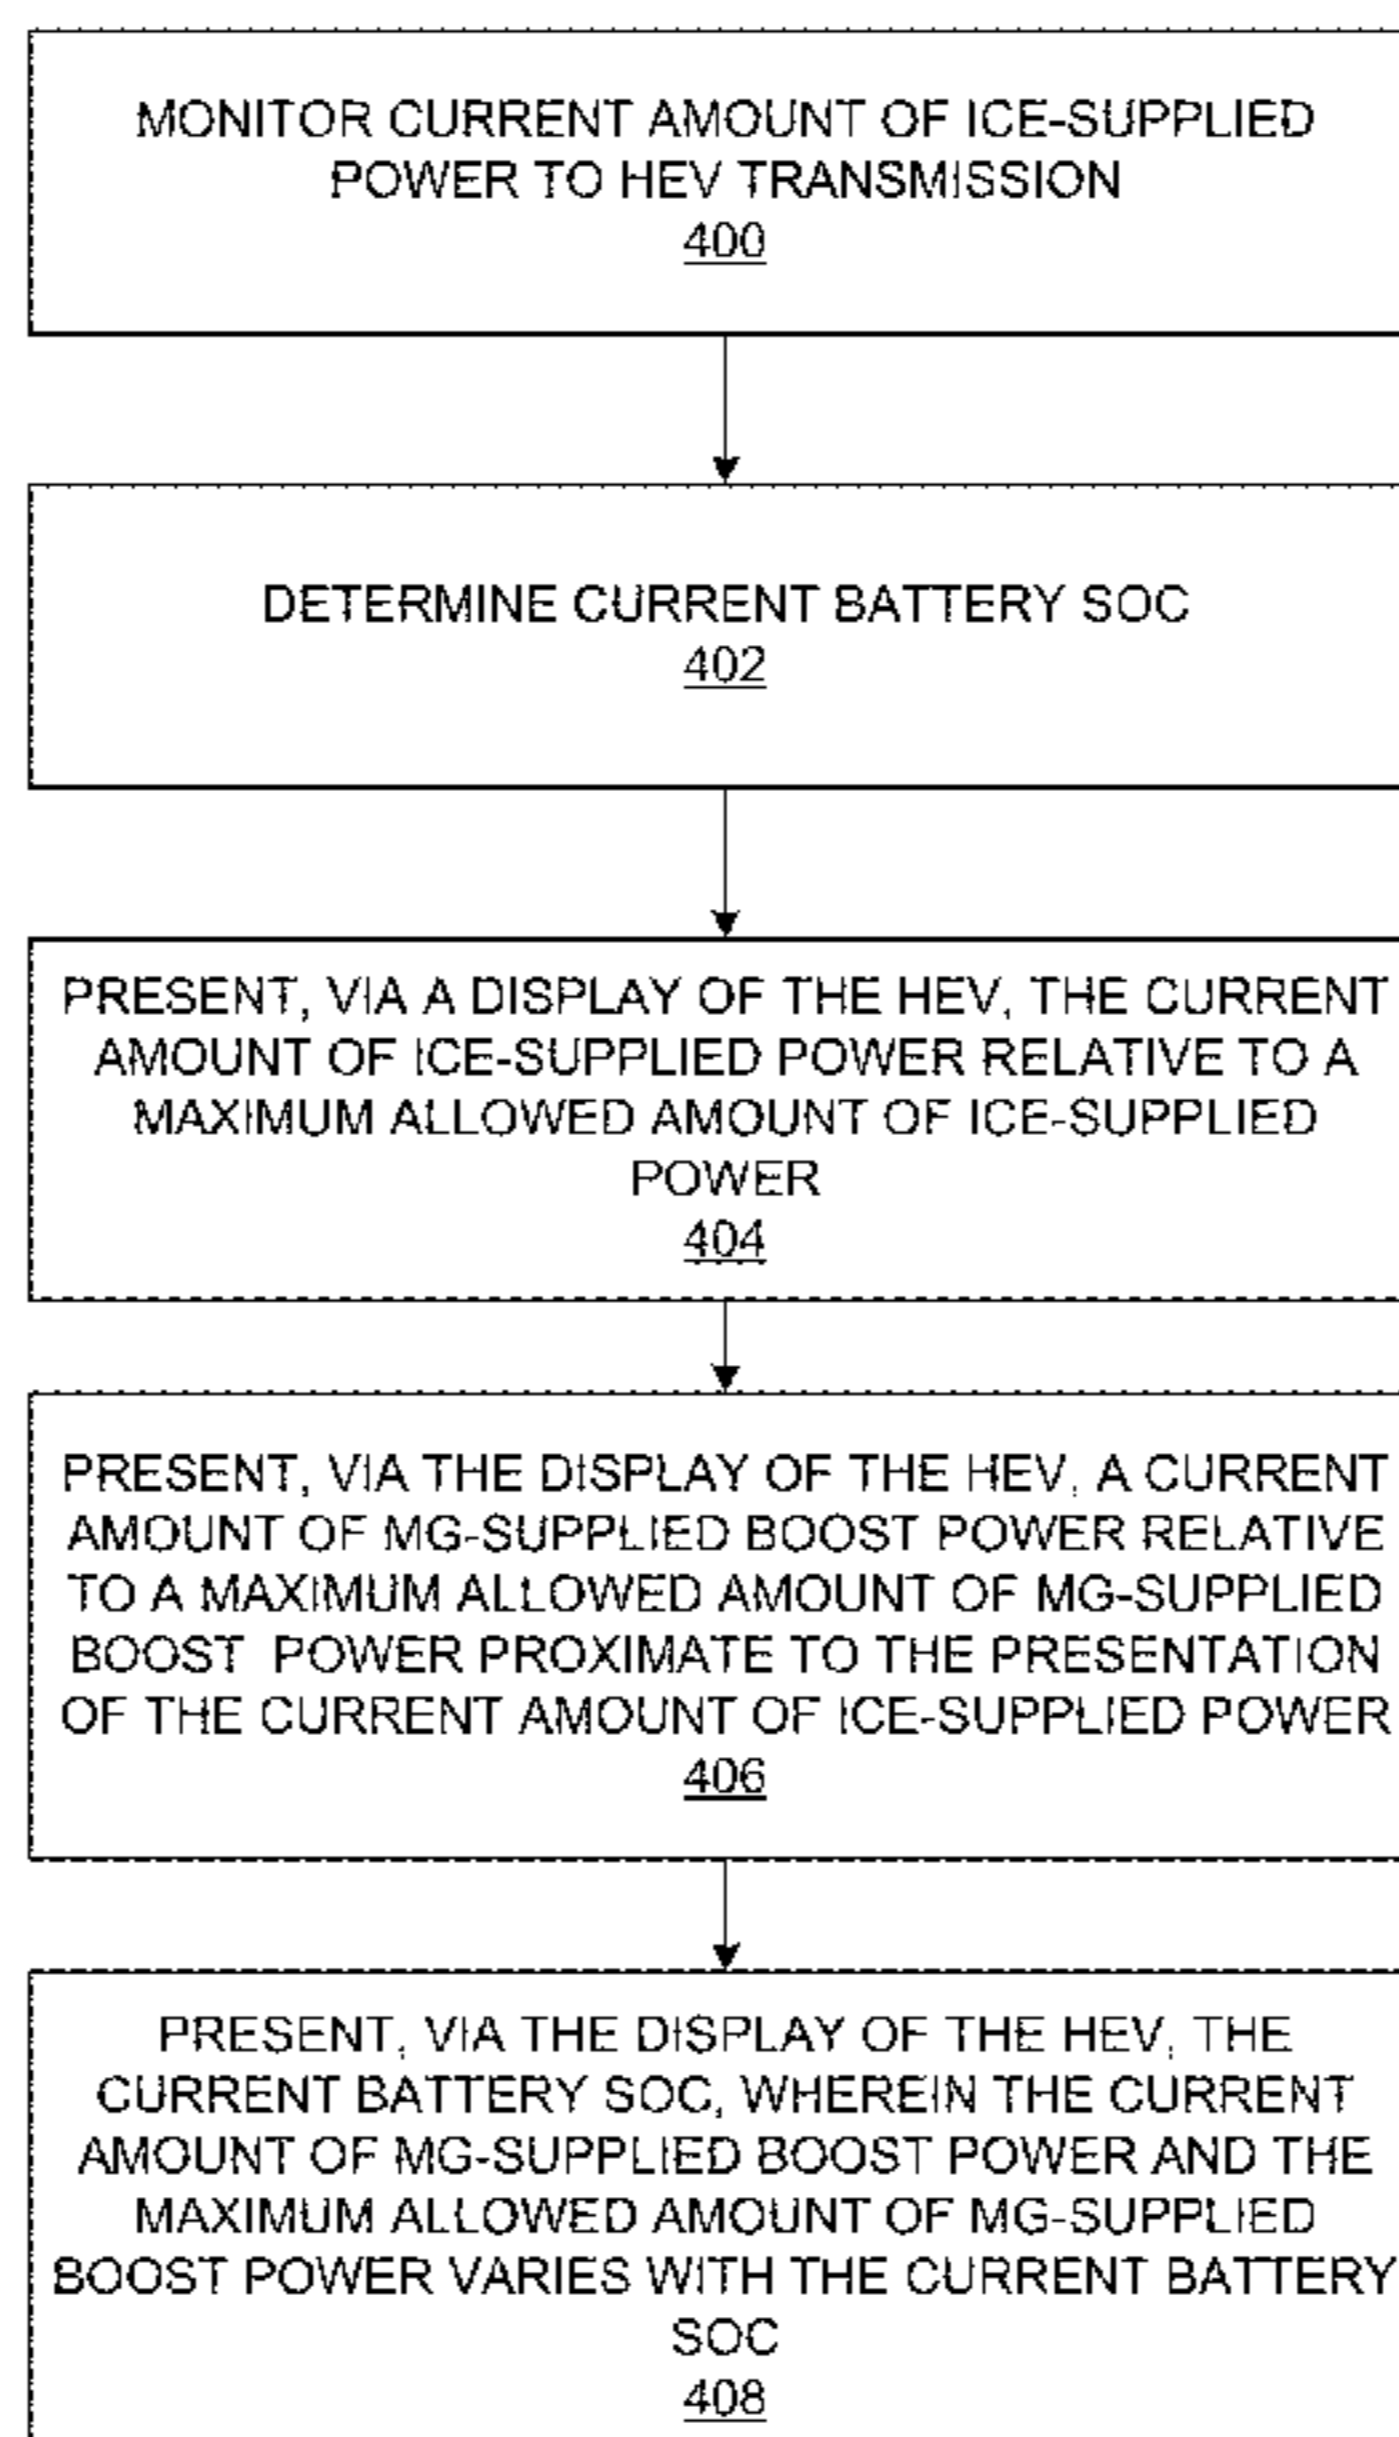 MONITOR CURRENT AMOUNT OF ICE-SUPPLIED
POWER TO HEV TRANSMISSION
400
DETERMINE CURRENT BATTERY SOC
402
PRESENT, VIA A DISPLAY OF THE HEV, THE CURRENT
AMOUNT OF ICE-SUPPLIED POWER RELATIVE TO A
MAXIMUM ALLOWED AMOUNT OF ICE-SUPPLIED
POWER
404
PRESENT, VIA THE DISPLAY OF THE HEV, A CURRENT
AMOUNT OF MG-SUPPLIED BOOST POWER RELATIVE
TO A MAXIMUM ALLOWED AMOUNT OF MG-SUPPLIED
BOOST POWER PROXIMATE TO THE PRESENTATION
OF THE CURRENT AMOUNT OF ICE-SUPPLIED POWER
406
PRESENT, VIA THE DISPLAY OF THE HEV, THE
CURRENT BATTERY SOC, WHEREIN THE CURRENT
AMOUNT OF MG-SUPPLIED BOOST POWER AND THE
MAXIMUM ALLOWED AMOUNT OF MG-SUPPLIED
BOOST POWER VARIES WITH THE CURRENT BATTERY
SOC
408